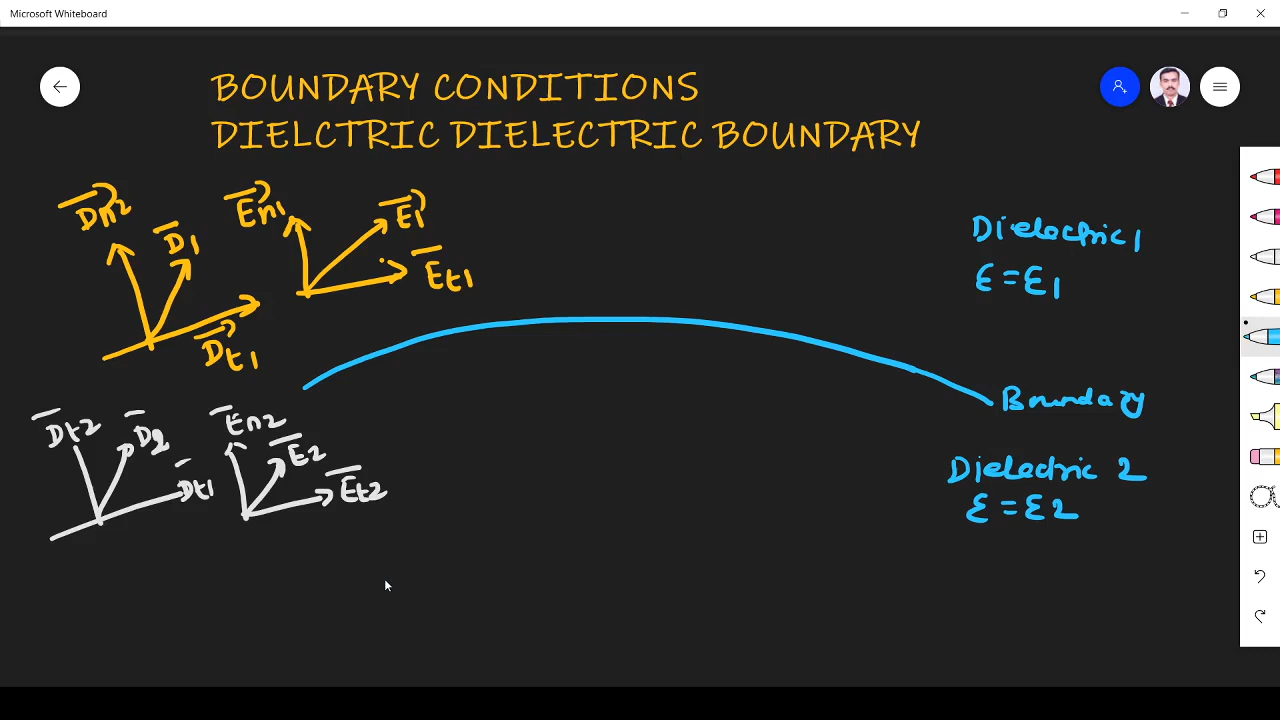 Microsoft Whiteboard
BOUNDARY CONDITIONS
DIELCTRIC DIELECTRIC BOUNDARY
Dn2
D1
Dt1
En1
E1
Et1
Dielectric 1
ε = ε1
Boundary
Dt2
D2
Dt1
En2
E2
Et2
Dielectric 2
ε = ε2